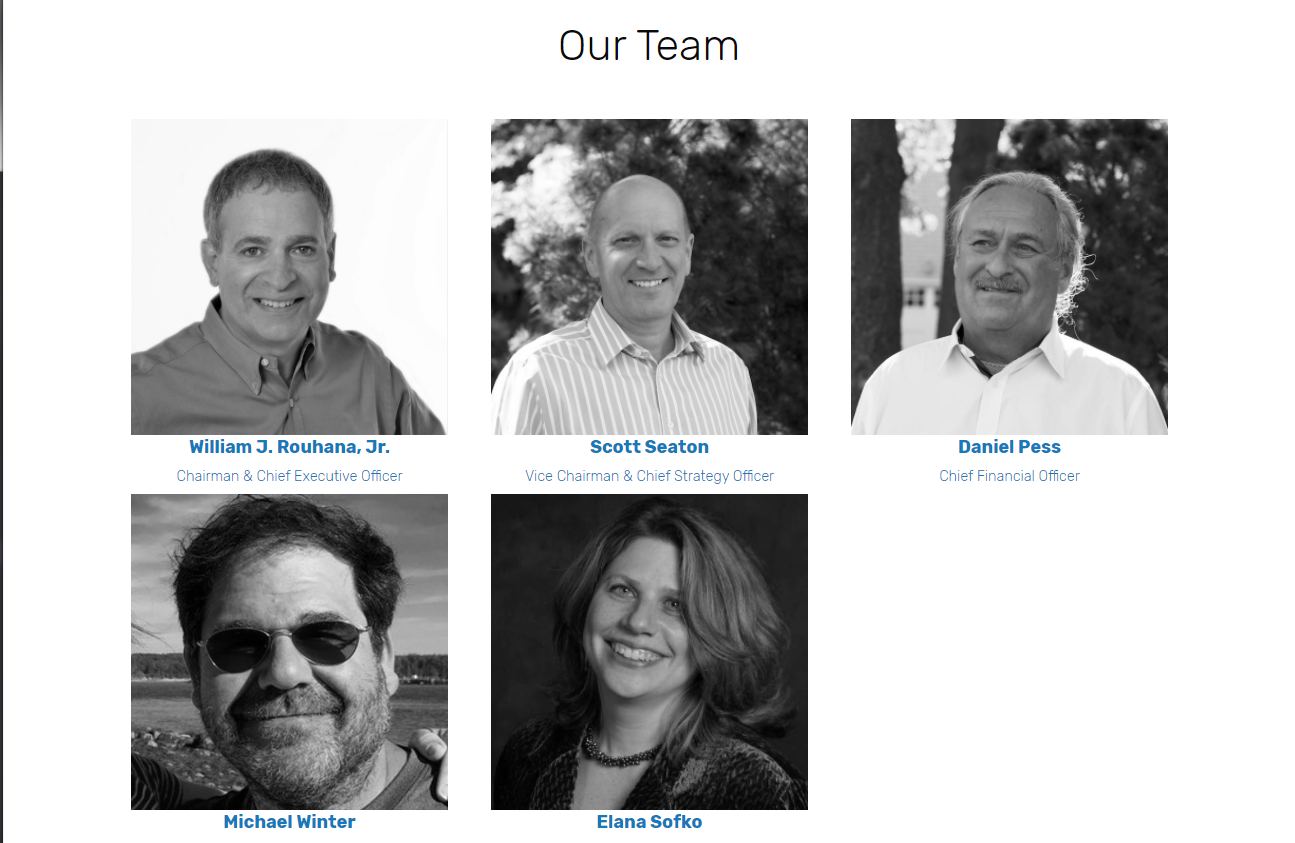 Our Team
William J. Rouhana, Jr.
Chairman & Chief Executive Officer
Scott Seaton
Vice Chairman & Chief Strategy Officer
Daniel Pess
Chief Financial Officer
Michael Winter
Elana Sofko